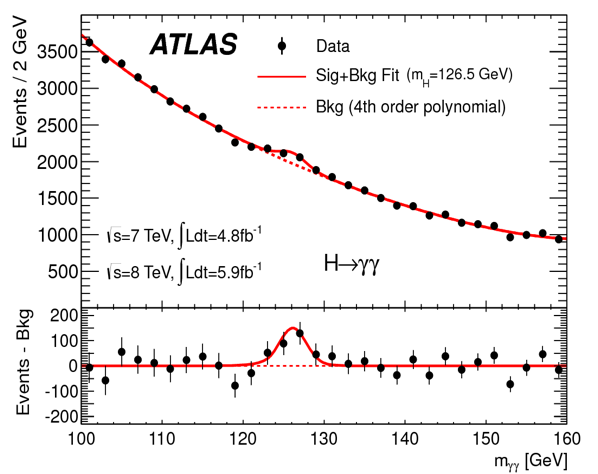 Events / 2 GeV
3500
3000
2500
2000
1500
1000
500
ATLAS
Data
Sig+Bkg Fit (m_H=126.5 GeV)
Bkg (4th order polynomial)
√s=7 TeV, ∫Ldt=4.8fb⁻¹
√s=8 TeV, ∫Ldt=5.9fb⁻¹
H→γγ
Events - Bkg
200
100
0
-100
-200
100 110 120 130 140 150 160
m_γγ [GeV]